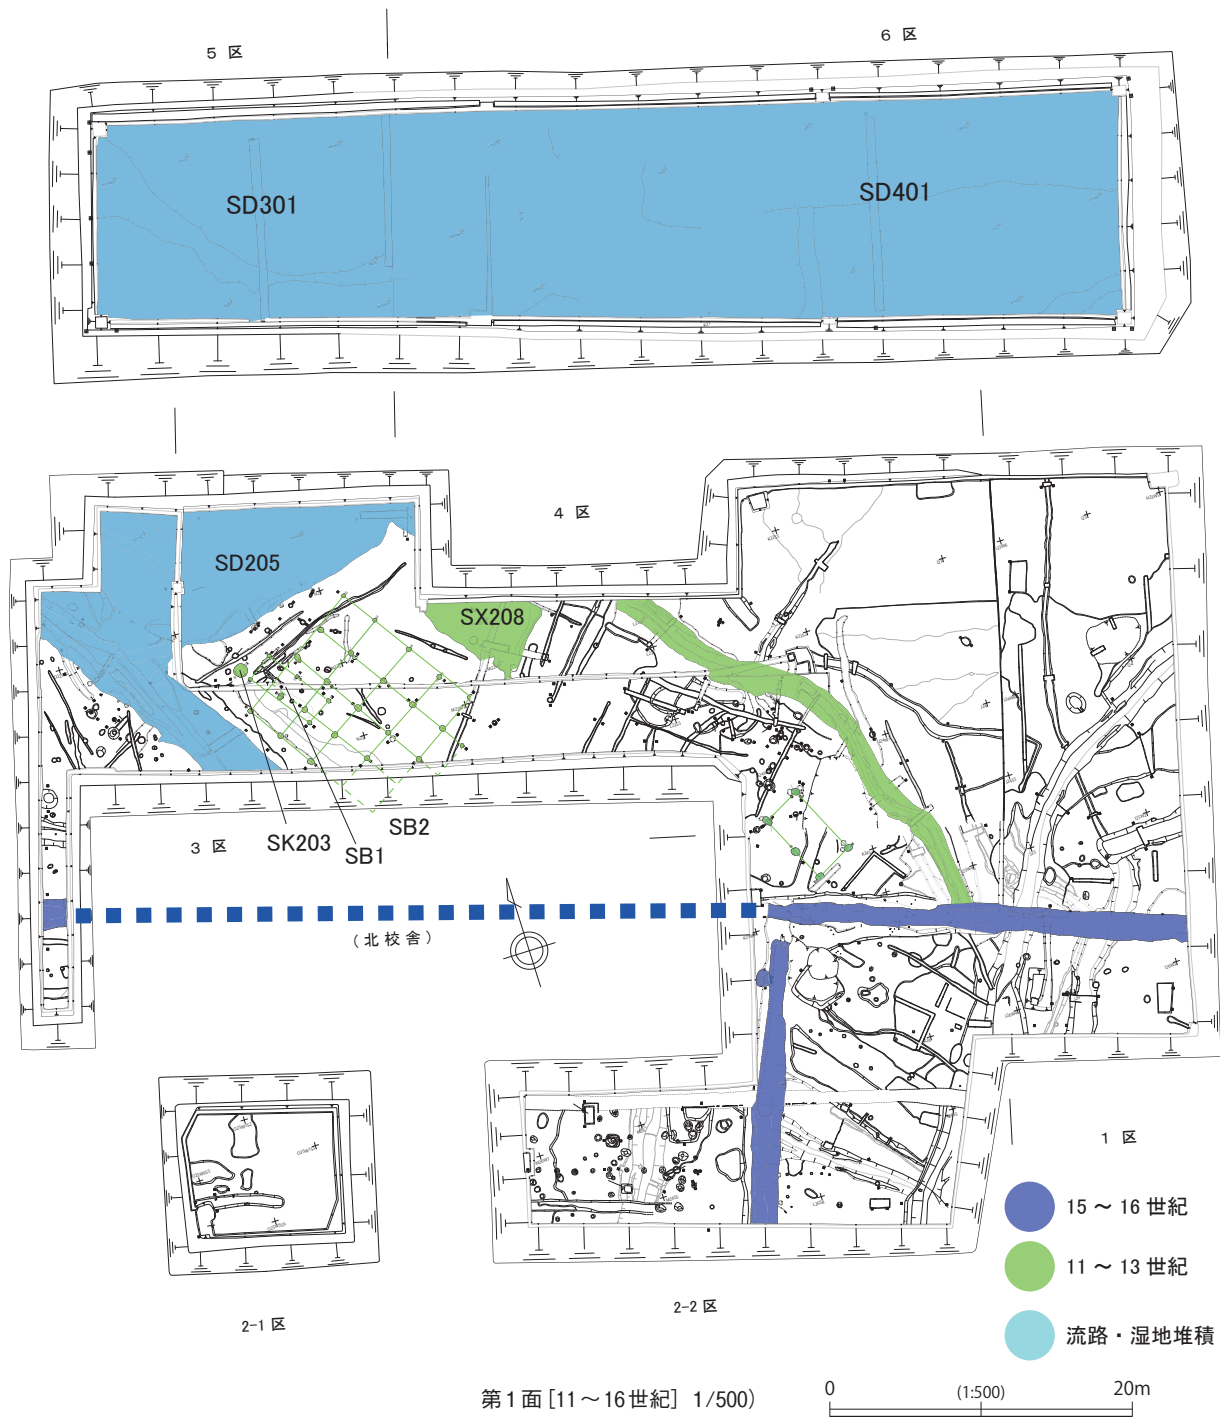 5 区
6 区
SD301
SD401
4 区
SD205
SX208
3 区
SK203
SB1
SB2
(北校舎)
1 区
2-1 区
2-2 区
15 ～ 16 世紀
11 ～ 13 世紀
流路・湿地堆積
第1面 [11～16世紀] 1/500)
0 (1:500) 20m